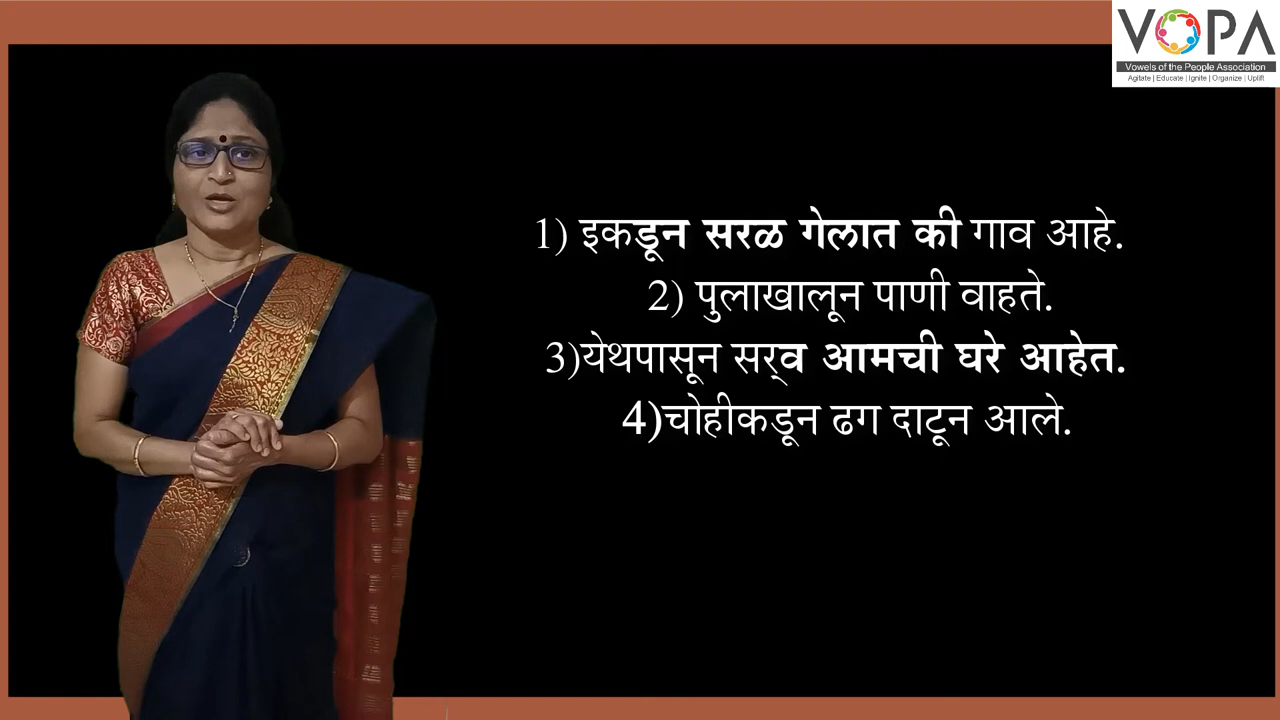 VOPA
Vowels of the People Association
Agitate | Educate | Ignite | Organize | Uplift
1) इकडून सरळ गेलात की गाव आहे.
2) पुलाखालून पाणी वाहते.
3)येथपासून सर्‌व आमची घरे आहेत.
4)चोहीकडून ढग दाटून आले.